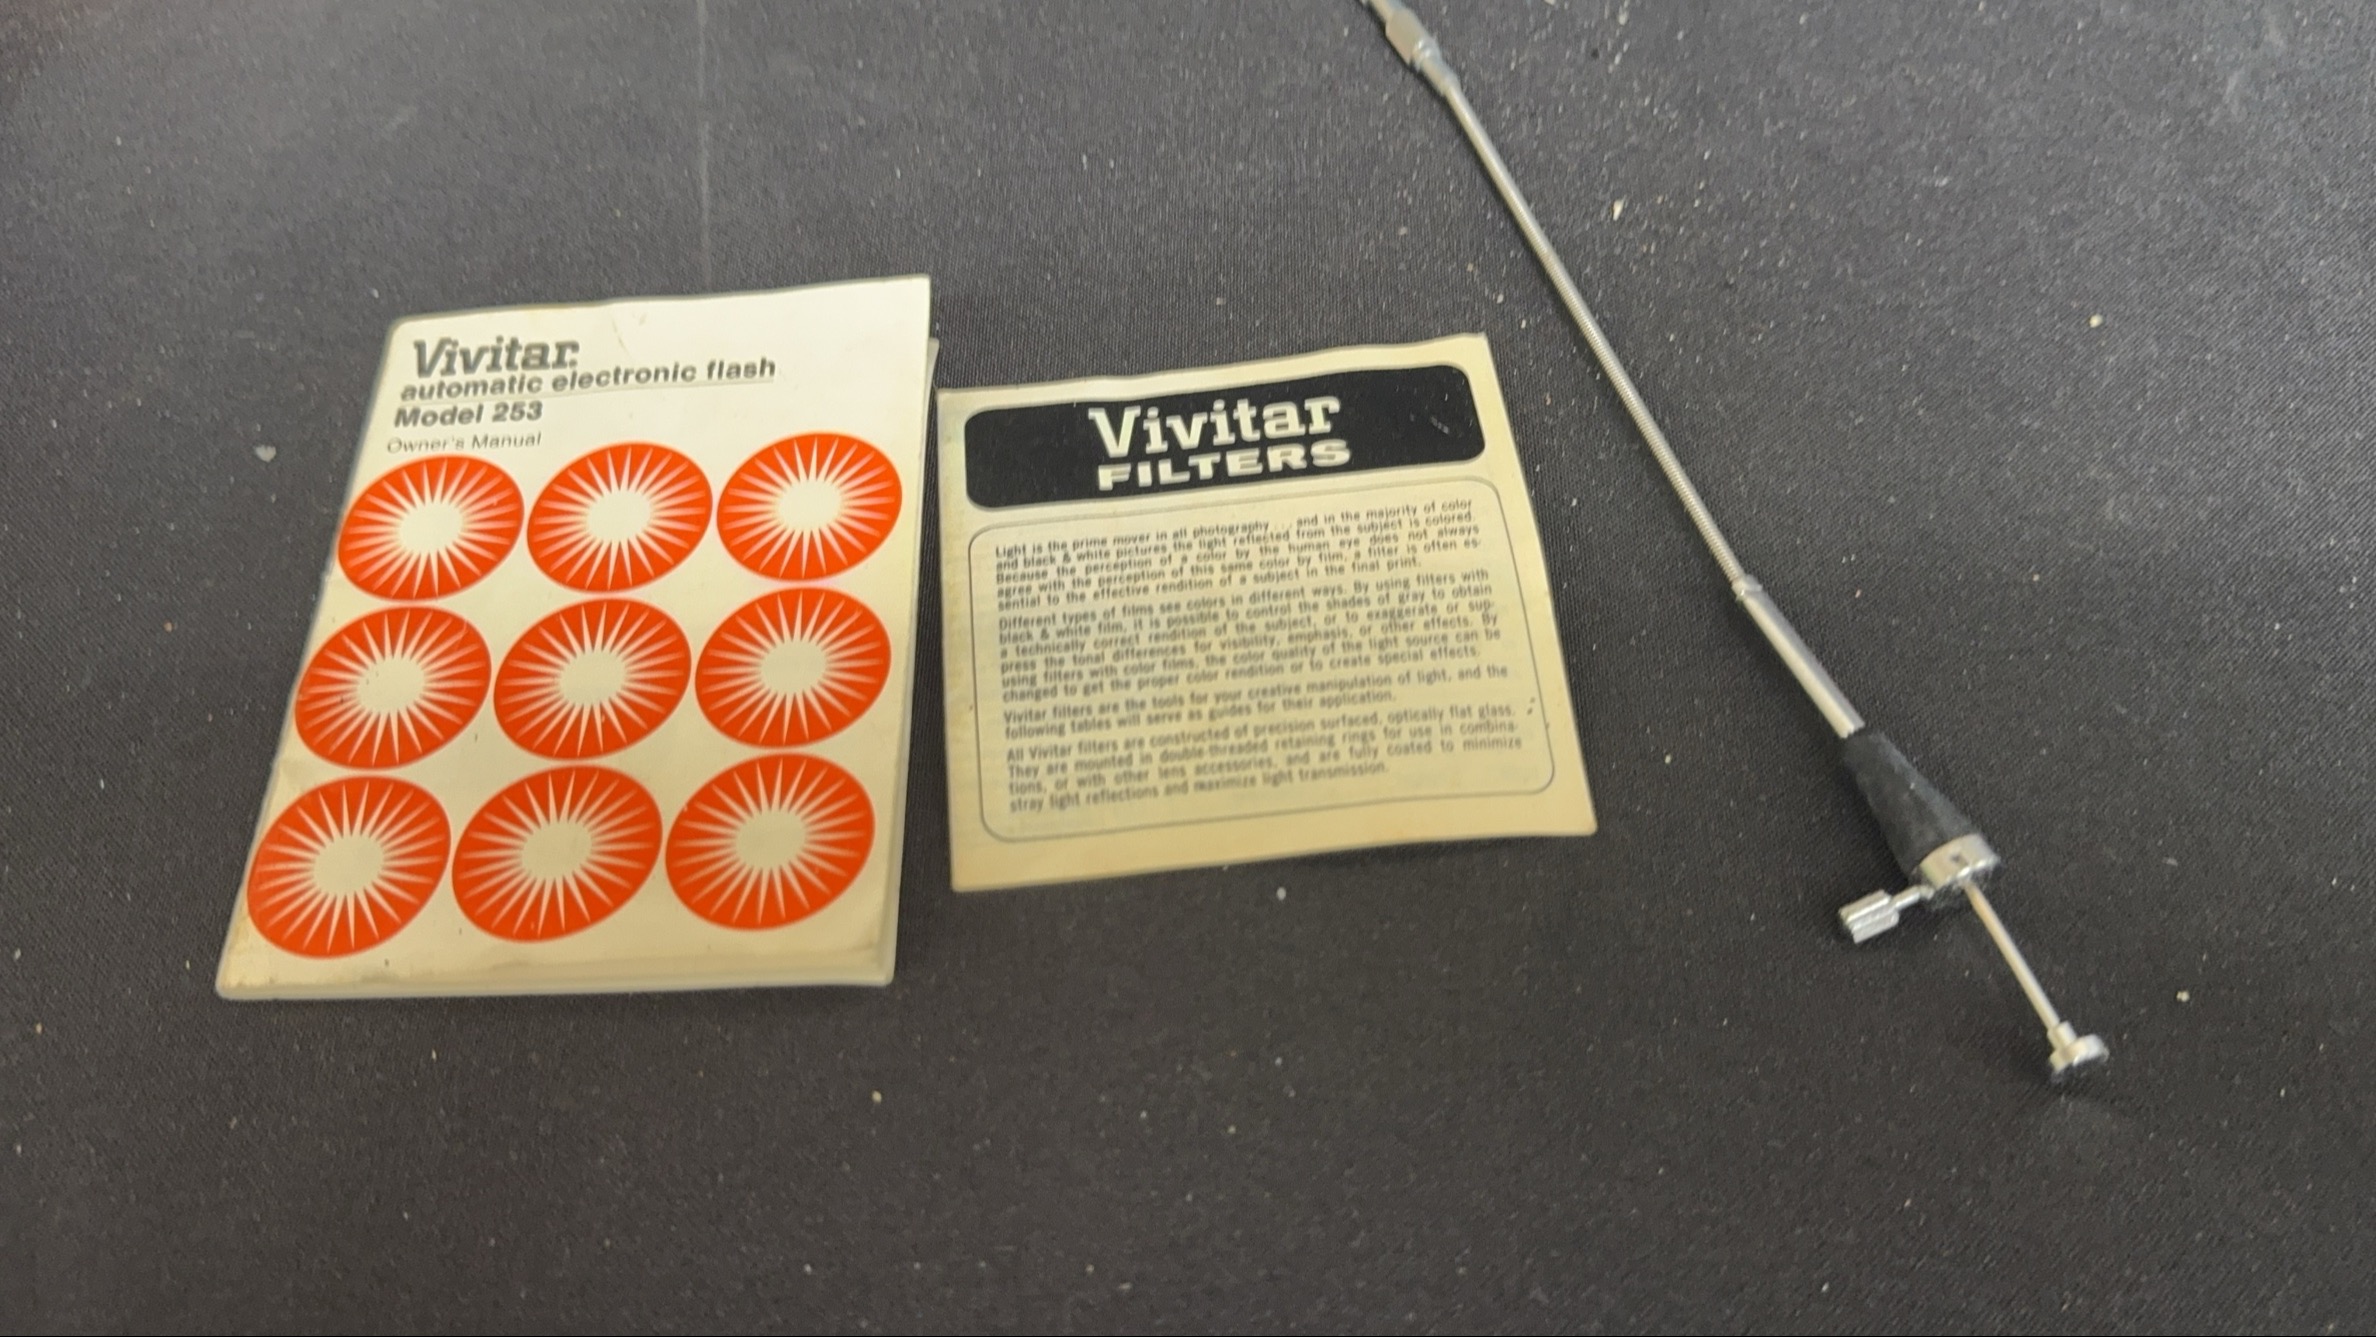 Vivitar.
automatic electronic flash
Model 253
Owner's Manual
Vivitar
FILTERS
Light is the prime mover in all photography . . . and in the majority of color
and black & white pictures the light reflected from the subject is colored.
Because the perception of a color by the human eye does not always
agree with the perception of this same color by film, a filter is often es-
sential to the effective rendition of a subject in the final print.
Different types of films see colors in different ways. By using filters with
black & white film, it is possible to control the shades of gray to obtain
a technically correct rendition of the subject, or to exaggerate or sup-
press the tonal differences for visibility, emphasis, or other effects. By
using filters with color films, the color quality of the light source can be
changed to get the proper color rendition or to create special effects.
Vivitar filters are the tools for your creative manipulation of light, and the
following tables will serve as guides for their application.
All Vivitar filters are constructed of precision surfaced, optically flat glass.
They are mounted in double-threaded retaining rings for use in combina-
tions, or with other lens accessories, and are fully coated to minimize
stray light reflections and maximize light transmission.